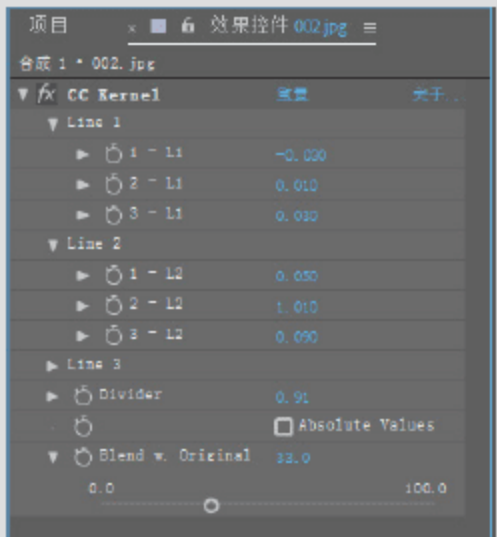 项目 × 效果控件 002.jpg ≡
合成 1 • 002.jpg
fx CC Kernel 重置 关于...
Line 1
1 - L1 -0.030
2 - L1 0.010
3 - L1 0.030
Line 2
1 - L2 0.050
2 - L2 1.010
3 - L2 0.090
Line 3
Divider 0.91
Absolute Values
Blend w. Original 33.0
0.0 100.0